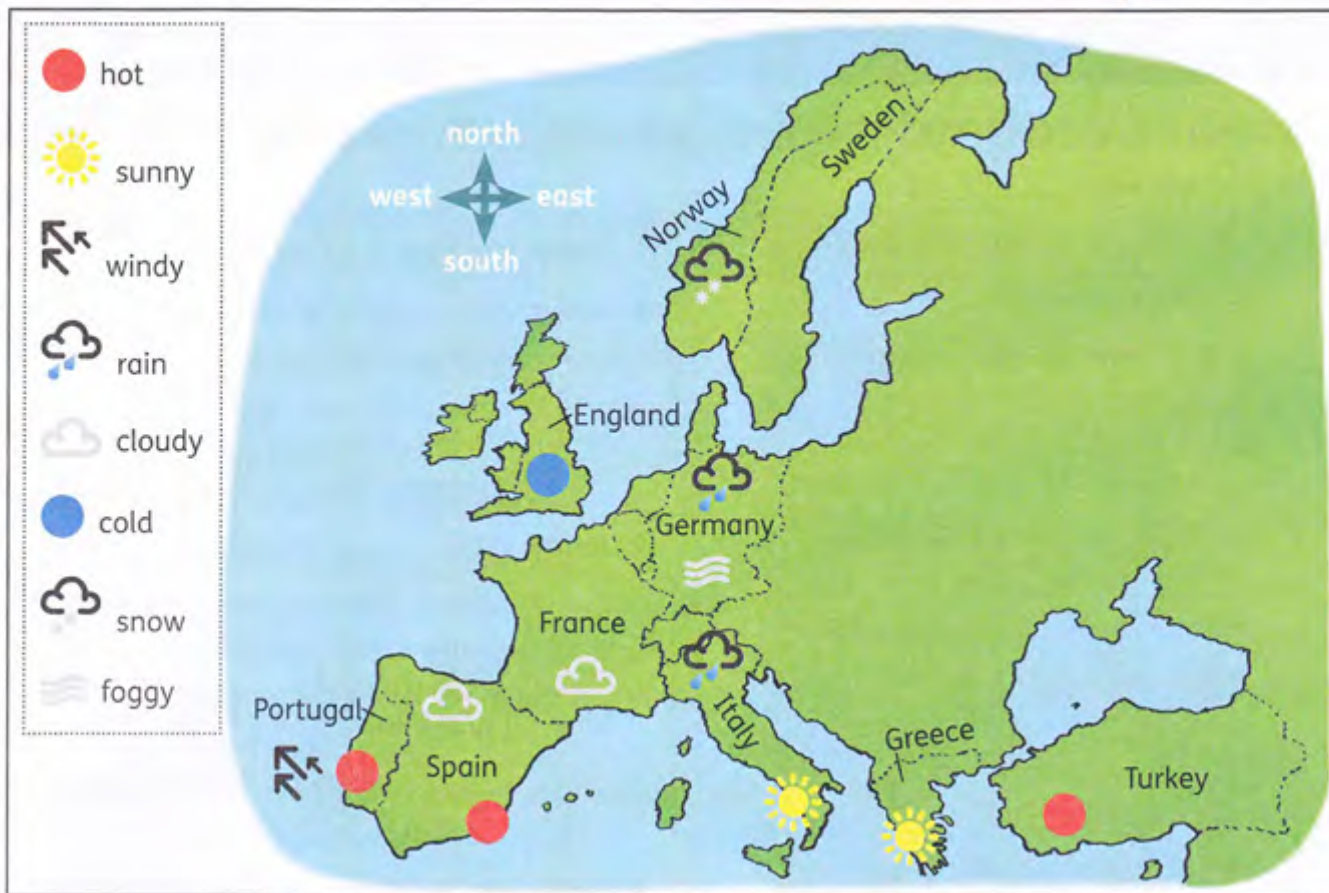 hot
sunny
windy
rain
cloudy
cold
snow
foggy
north
west east
south
Sweden
Norway
England
Germany
France
Portugal
Spain
Italy
Greece
Turkey